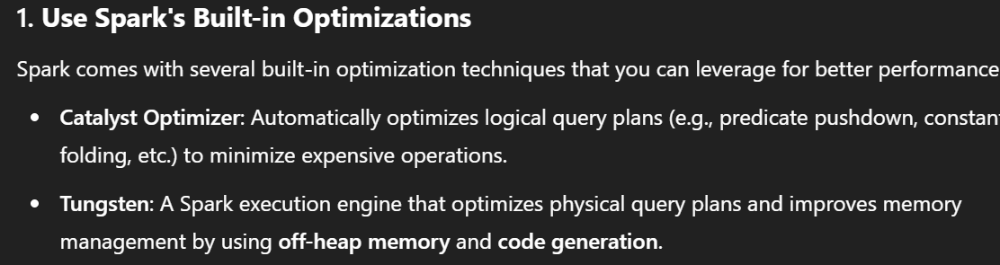 1. Use Spark's Built-in Optimizations
Spark comes with several built-in optimization techniques that you can leverage for better performance
• Catalyst Optimizer: Automatically optimizes logical query plans (e.g., predicate pushdown, constant
folding, etc.) to minimize expensive operations.
• Tungsten: A Spark execution engine that optimizes physical query plans and improves memory
management by using off-heap memory and code generation.